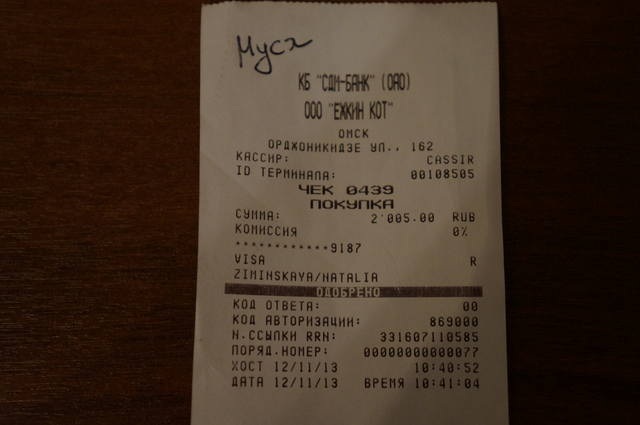 Муся
КБ "СДМ-БАНК" (ОАО)
ООО "ЕЖКИН КОТ"
ОМСК
ОРДЖОНИКИДЗЕ УЛ., 162
КАССИР: CASSIR
ID ТЕРМИНАЛА: 00108505
ЧЕК 0439
ПОКУПКА
СУММА: 2'005.00 RUB
КОМИССИЯ 0%
************9187
VISA R
ZIMINSKAYA/NATALIA
ОДОБРЕНО
КОД ОТВЕТА: 00
КОД АВТОРИЗАЦИИ: 869000
N.ССЫЛКИ RRN: 331607110585
ПОРЯД.НОМЕР: 00000000000077
ХОСТ 12/11/13 10:40:52
ДАТА 12/11/13 ВРЕМЯ 10:41:04